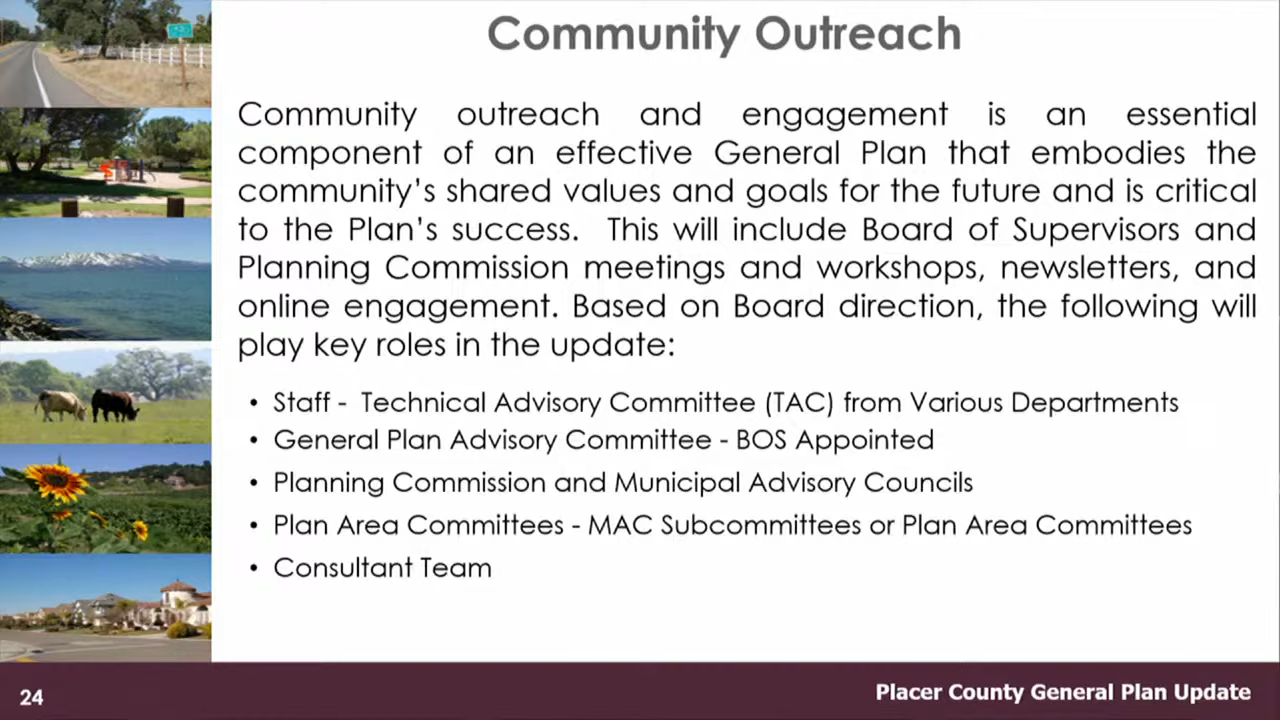 Community Outreach
Community outreach and engagement is an essential
component of an effective General Plan that embodies the
community's shared values and goals for the future and is critical
to the Plan's success. This will include Board of Supervisors and
Planning Commission meetings and workshops, newsletters, and
online engagement. Based on Board direction, the following will
play key roles in the update:
• Staff - Technical Advisory Committee (TAC) from Various Departments
• General Plan Advisory Committee - BOS Appointed
• Planning Commission and Municipal Advisory Councils
• Plan Area Committees - MAC Subcommittees or Plan Area Committees
• Consultant Team
24
Placer County General Plan Update